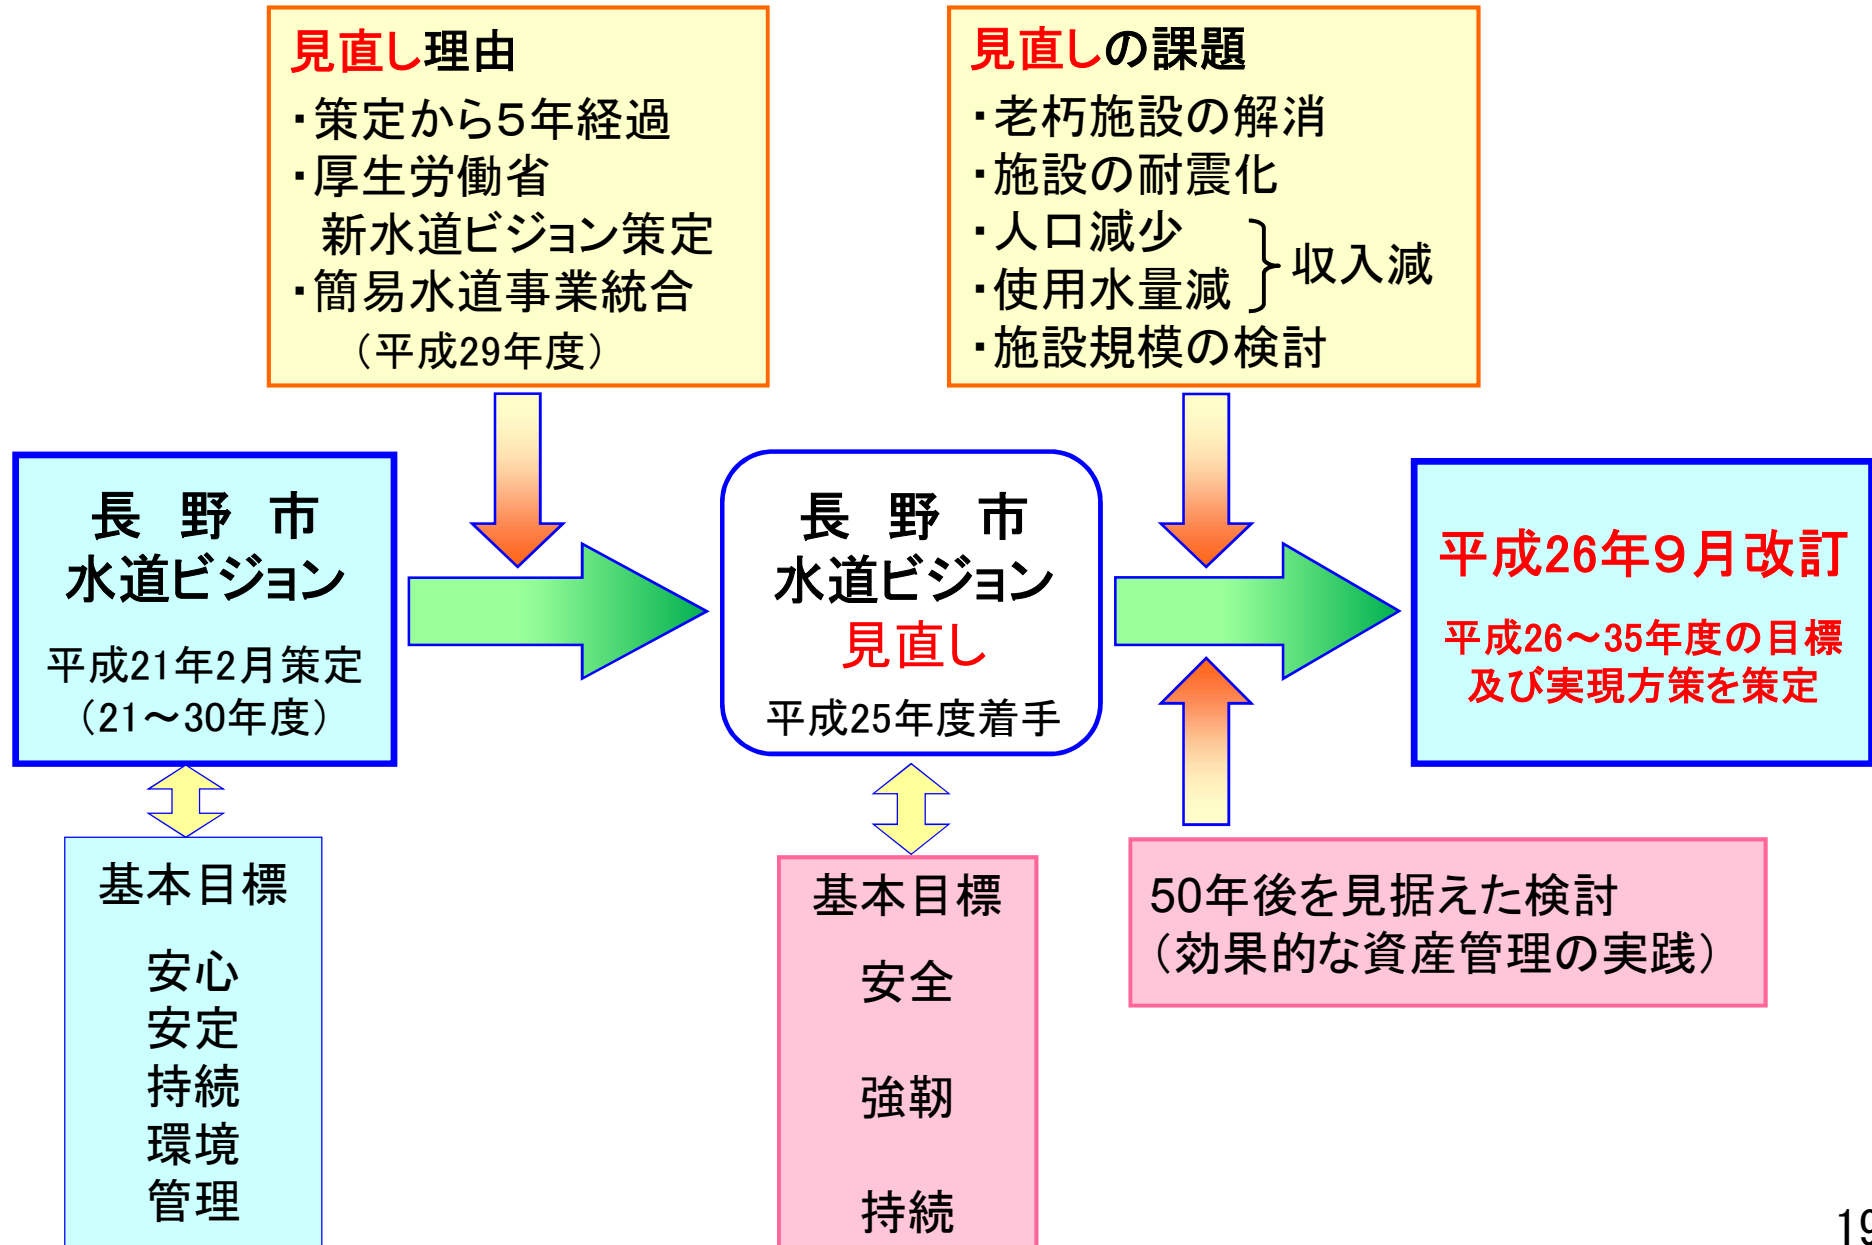 見直し理由
・策定から5年経過
・厚生労働省
新水道ビジョン策定
・簡易水道事業統合
（平成29年度）
見直しの課題
・老朽施設の解消
・施設の耐震化
・人口減少
・使用水量減
収入減
・施設規模の検討
長 野 市
水道ビジョン
平成21年2月策定
（21～30年度）
長 野 市
水道ビジョン
見直し
平成25年度着手
平成26年9月改訂
平成26～35年度の目標
及び実現方策を策定
基本目標
安心
安定
持続
環境
管理
基本目標
安全
強靭
持続
50年後を見据えた検討
（効果的な資産管理の実践）
19